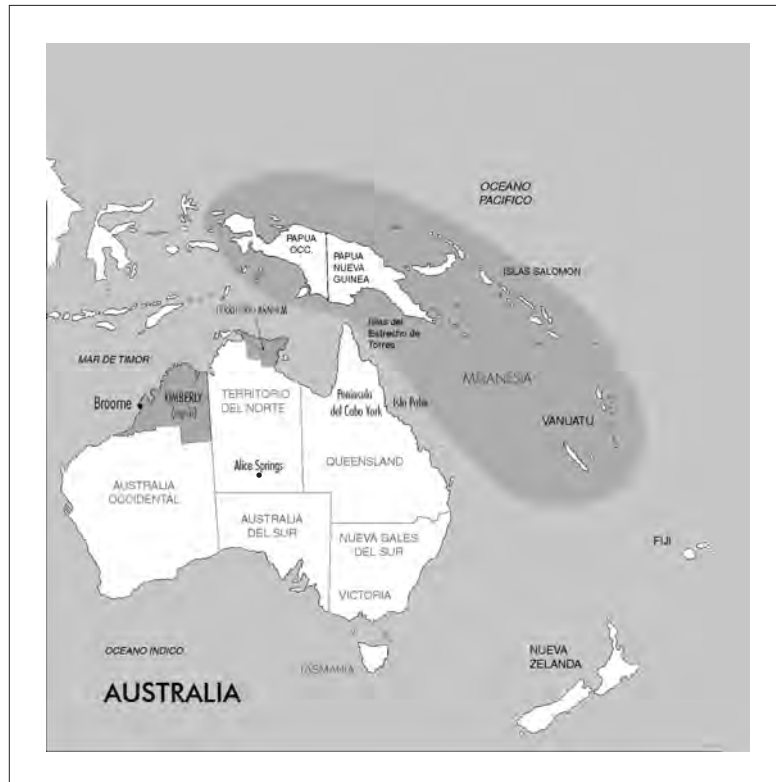 OCEANO
PACIFICO
PAPUA
OCC.
PAPUA
NUEVA
GUINEA
ISLAS SALOMON
Islas del
Estrecho de
Torres
MAR DE TIMOR
Broome
KIMBERLY
TERRITORIO
DEL NORTE
Península
del Cabo York
Isla Palm
MELANESIA
VANUATU
Alice Springs
QUEENSLAND
AUSTRALIA
OCCIDENTAL
AUSTRALIA
DEL SUR
NUEVA GALES
DEL SUR
FIJI
VICTORIA
OCEANO INDICO
TASMANIA
NUEVA
ZELANDA
AUSTRALIA